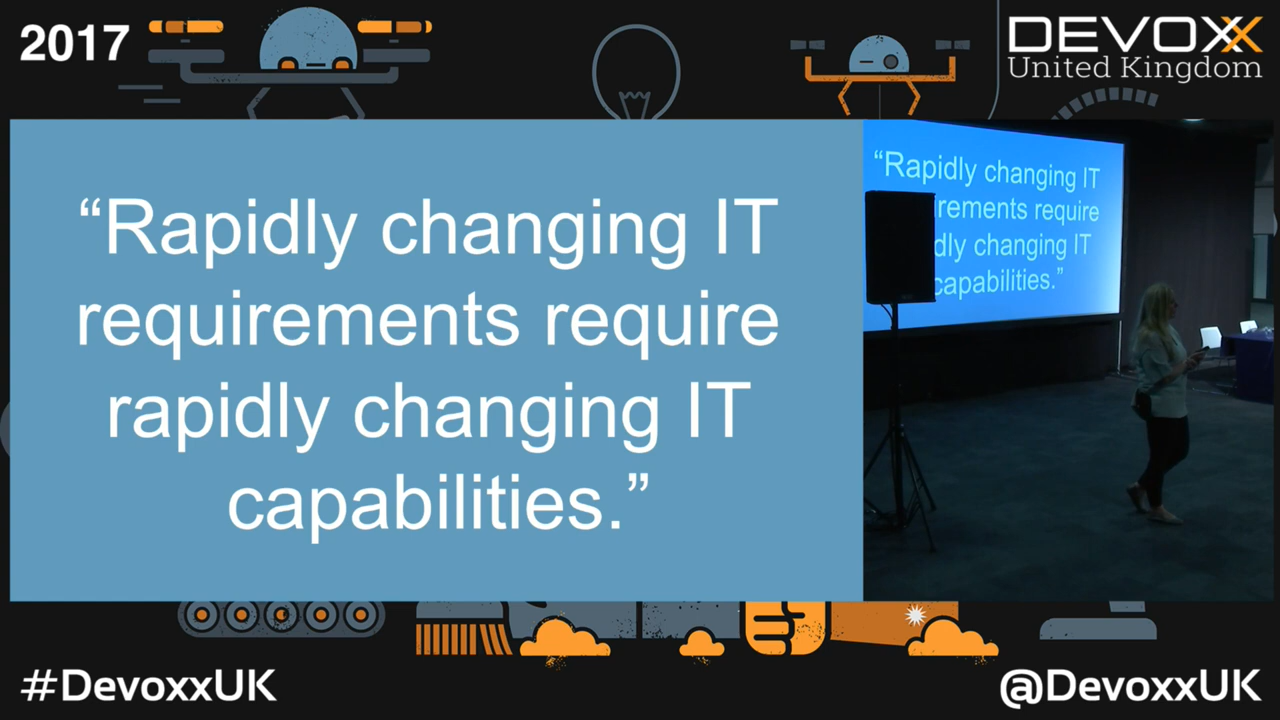 2017
DEVOXX
United Kingdom
“Rapidly changing IT
requirements require
rapidly changing IT
capabilities.”
“Rapidly changing IT
irements require
dly changing IT
capabilities.”
#DevoxxUK
@DevoxxUK